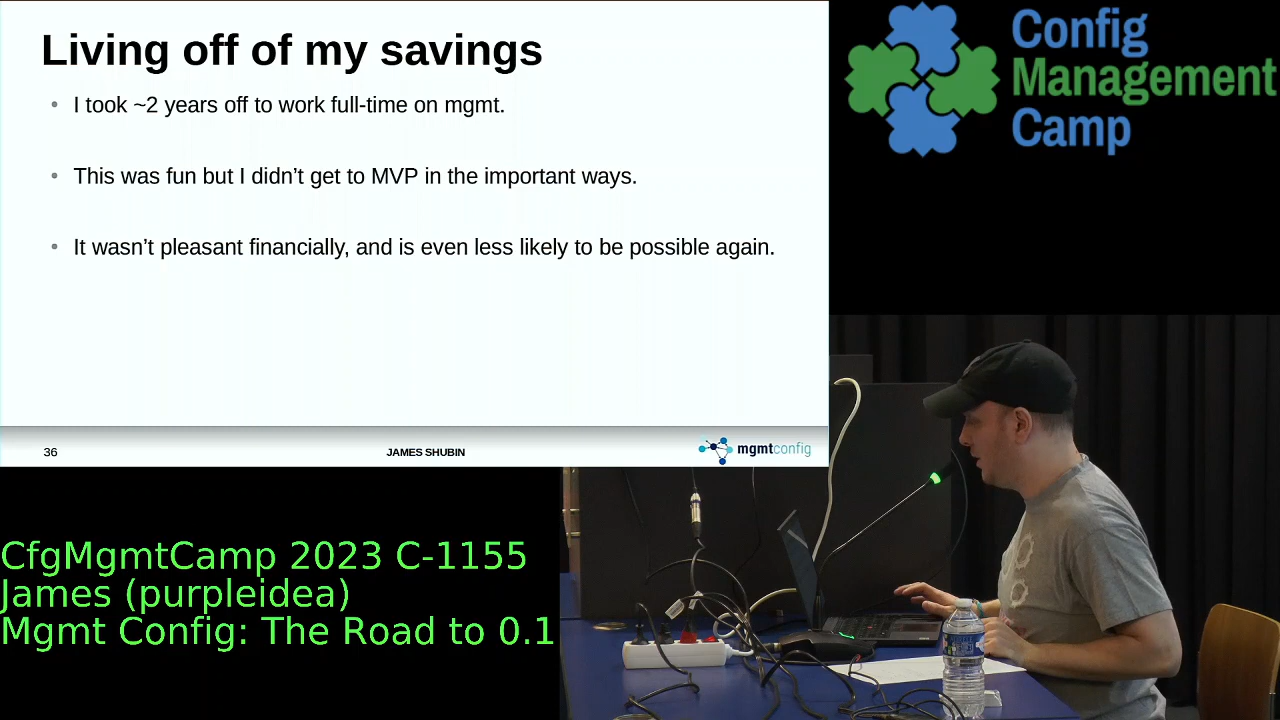 Living off of my savings
• I took ~2 years off to work full-time on mgmt.
• This was fun but I didn't get to MVP in the important ways.
• It wasn't pleasant financially, and is even less likely to be possible again.
36
JAMES SHUBIN
mgmtconfig
Config
Management
Camp
CfgMgmtCamp 2023 C-1155
James (purpleidea)
Mgmt Config: The Road to 0.1